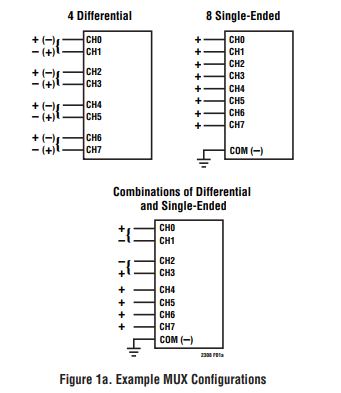 4 Differential
+ (–) CH0
– (+) CH1
+ (–) CH2
– (+) CH3
+ (–) CH4
– (+) CH5
+ (–) CH6
– (+) CH7
8 Single-Ended
+ CH0
+ CH1
+ CH2
+ CH3
+ CH4
+ CH5
+ CH6
+ CH7
COM (–)
Combinations of Differential
and Single-Ended
+ CH0
– CH1
– CH2
+ CH3
+ CH4
+ CH5
+ CH6
+ CH7
COM (–)
2308 F01a
Figure 1a. Example MUX Configurations